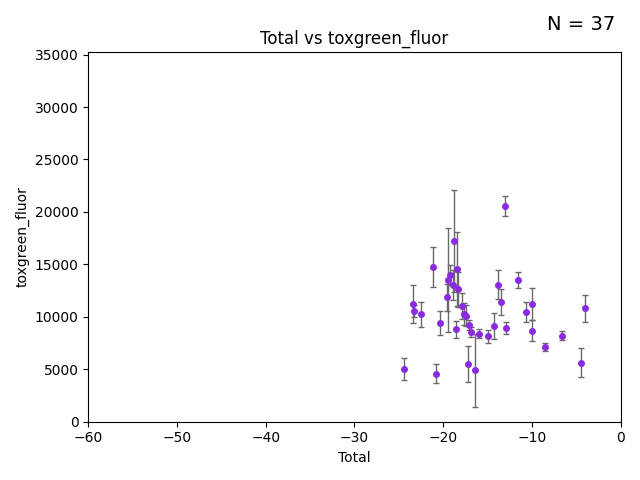 N = 37
Total vs toxgreen_fluor
35000
30000
25000
20000
15000
10000
5000
0
toxgreen_fluor
−60 −50 −40 −30 −20 −10 0
Total